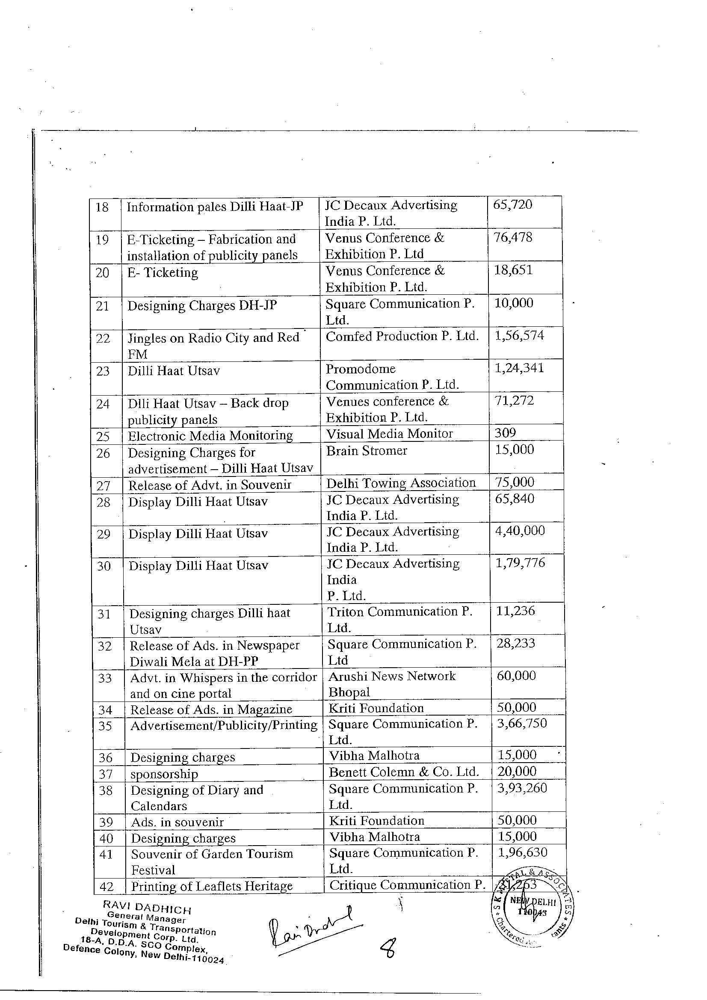 18 Information pales Dilli Haat-JP JC Decaux Advertising 65,720
India P. Ltd.
19 E-Ticketing – Fabrication and Venus Conference & 76,478
installation of publicity panels Exhibition P. Ltd
20 E- Ticketing Venus Conference & 18,651
Exhibition P. Ltd.
21 Designing Charges DH-JP Square Communication P. 10,000
Ltd.
22 Jingles on Radio City and Red Comfed Production P. Ltd. 1,56,574
FM
23 Dilli Haat Utsav Promodome 1,24,341
Communication P. Ltd.
24 Dlli Haat Utsav – Back drop Venues conference & 71,272
publicity panels Exhibition P. Ltd.
25 Electronic Media Monitoring Visual Media Monitor 309
26 Designing Charges for Brain Stromer 15,000
advertisement – Dilli Haat Utsav
27 Release of Advt. in Souvenir Delhi Towing Association 75,000
28 Display Dilli Haat Utsav JC Decaux Advertising 65,840
India P. Ltd.
29 Display Dilli Haat Utsav JC Decaux Advertising 4,40,000
India P. Ltd.
30 Display Dilli Haat Utsav JC Decaux Advertising 1,79,776
India
P. Ltd.
31 Designing charges Dilli haat Triton Communication P. 11,236
Utsav Ltd.
32 Release of Ads. in Newspaper Square Communication P. 28,233
Diwali Mela at DH-PP Ltd
33 Advt. in Whispers in the corridor Arushi News Network 60,000
and on cine portal Bhopal
34 Release of Ads. in Magazine Kriti Foundation 50,000
35 Advertisement/Publicity/Printing Square Communication P. 3,66,750
Ltd.
36 Designing charges Vibha Malhotra 15,000
37 sponsorship Benett Colemn & Co. Ltd. 20,000
38 Designing of Diary and Square Communication P. 3,93,260
Calendars Ltd.
39 Ads. in souvenir Kriti Foundation 50,000
40 Designing charges Vibha Malhotra 15,000
41 Souvenir of Garden Tourism Square Communication P. 1,96,630
Festival Ltd.
42 Printing of Leaflets Heritage Critique Communication P.
RAVI DADHICH
General Manager
Delhi Tourism & Transportation
Development Corp. Ltd.
18-A, D.D.A. SCO Complex,
Defence Colony, New Delhi-110024
8
S K MITTAL & ASSOCIATES
NEW DELHI
Chartered